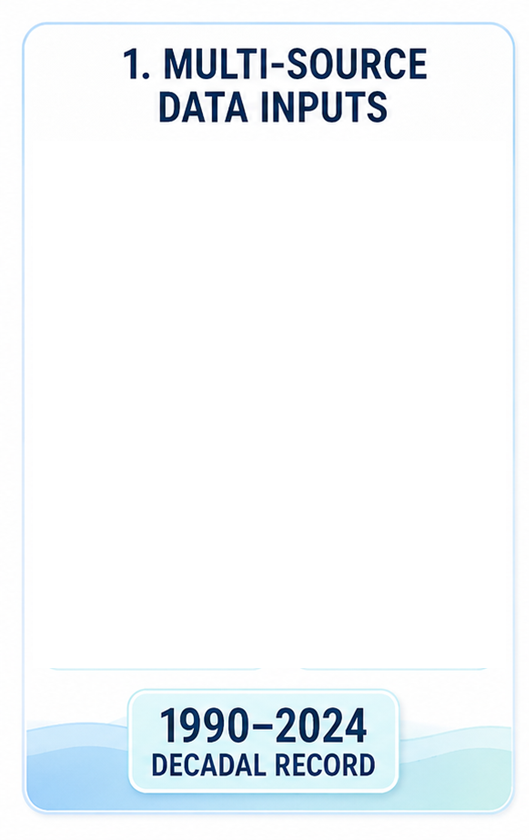 1. MULTI-SOURCE
DATA INPUTS
1990–2024
DECADAL RECORD